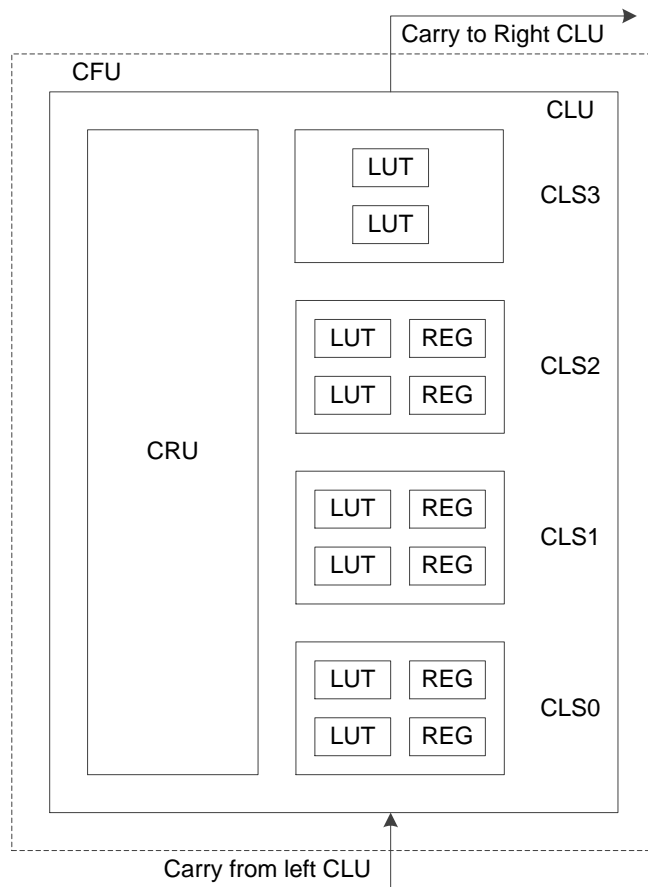 Carry to Right CLU
CFU
CLU
LUT
CLS3
LUT
LUT REG
CLS2
LUT REG
CRU
LUT REG
CLS1
LUT REG
LUT REG
CLS0
LUT REG
Carry from left CLU